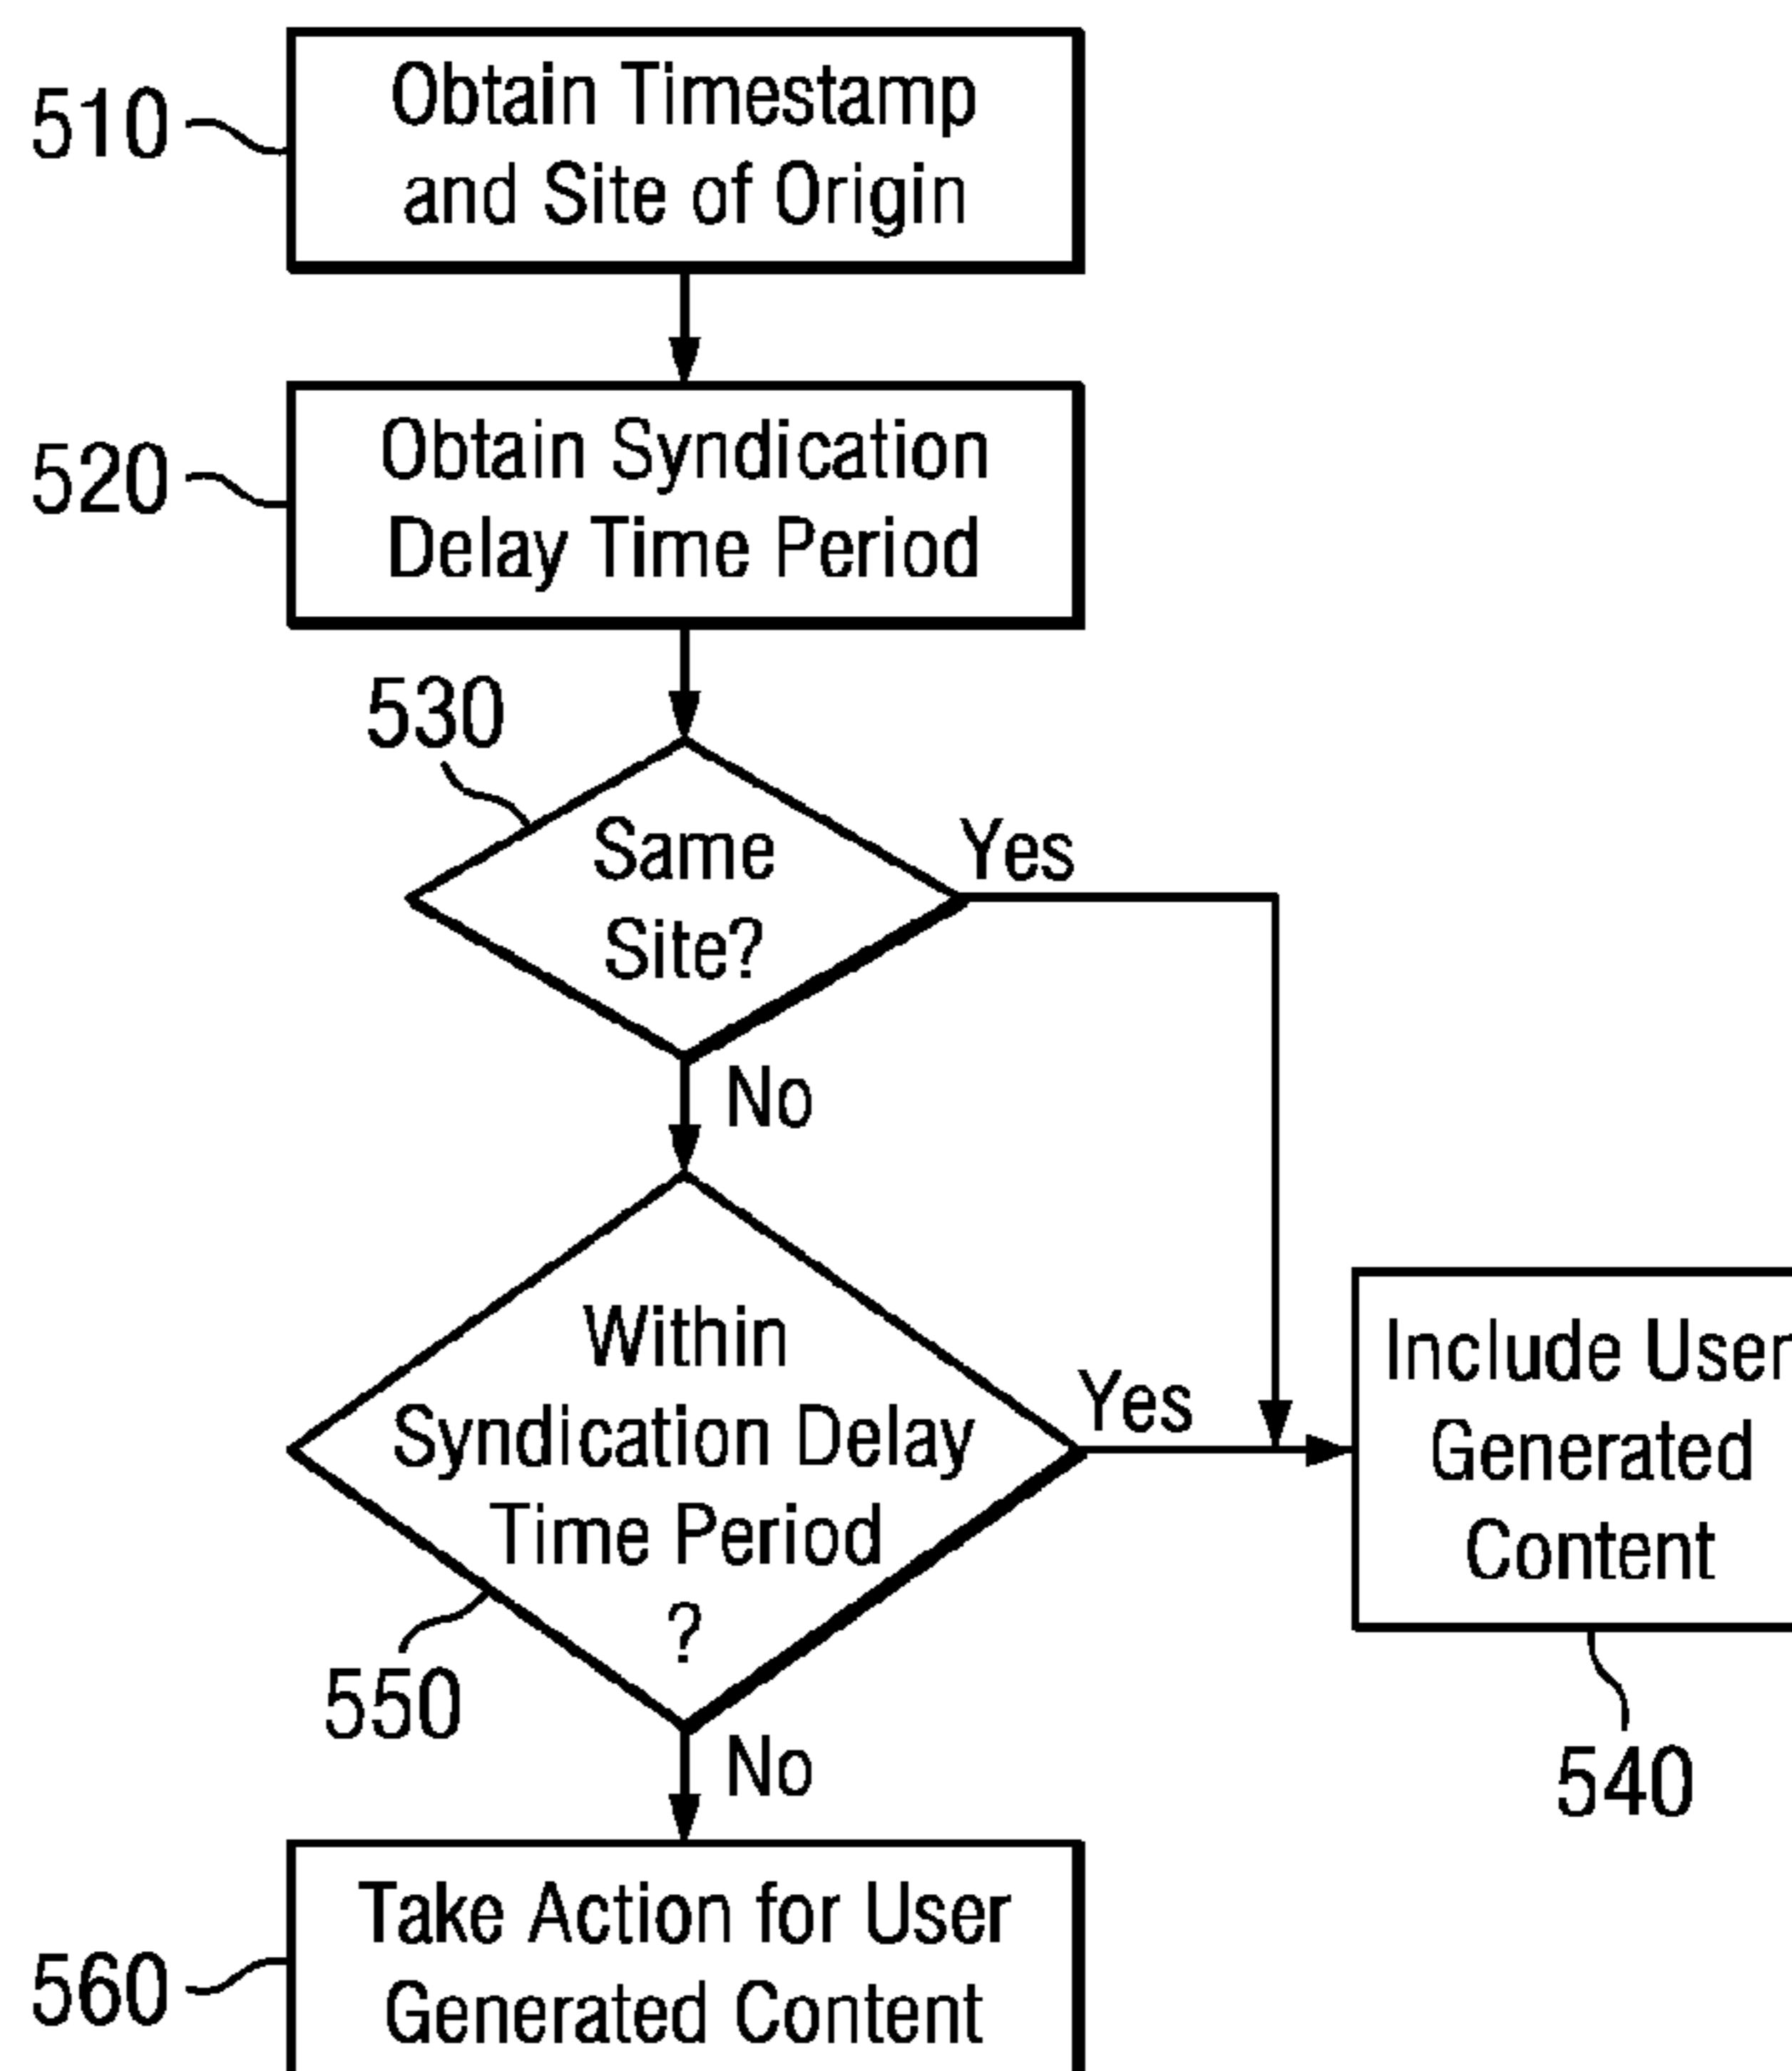 510
Obtain Timestamp
and Site of Origin
520
Obtain Syndication
Delay Time Period
530
Same
Site?
Yes
No
Within
Syndication Delay
Time Period
?
Yes
550
No
Include User
Generated
Content
540
560
Take Action for User
Generated Content